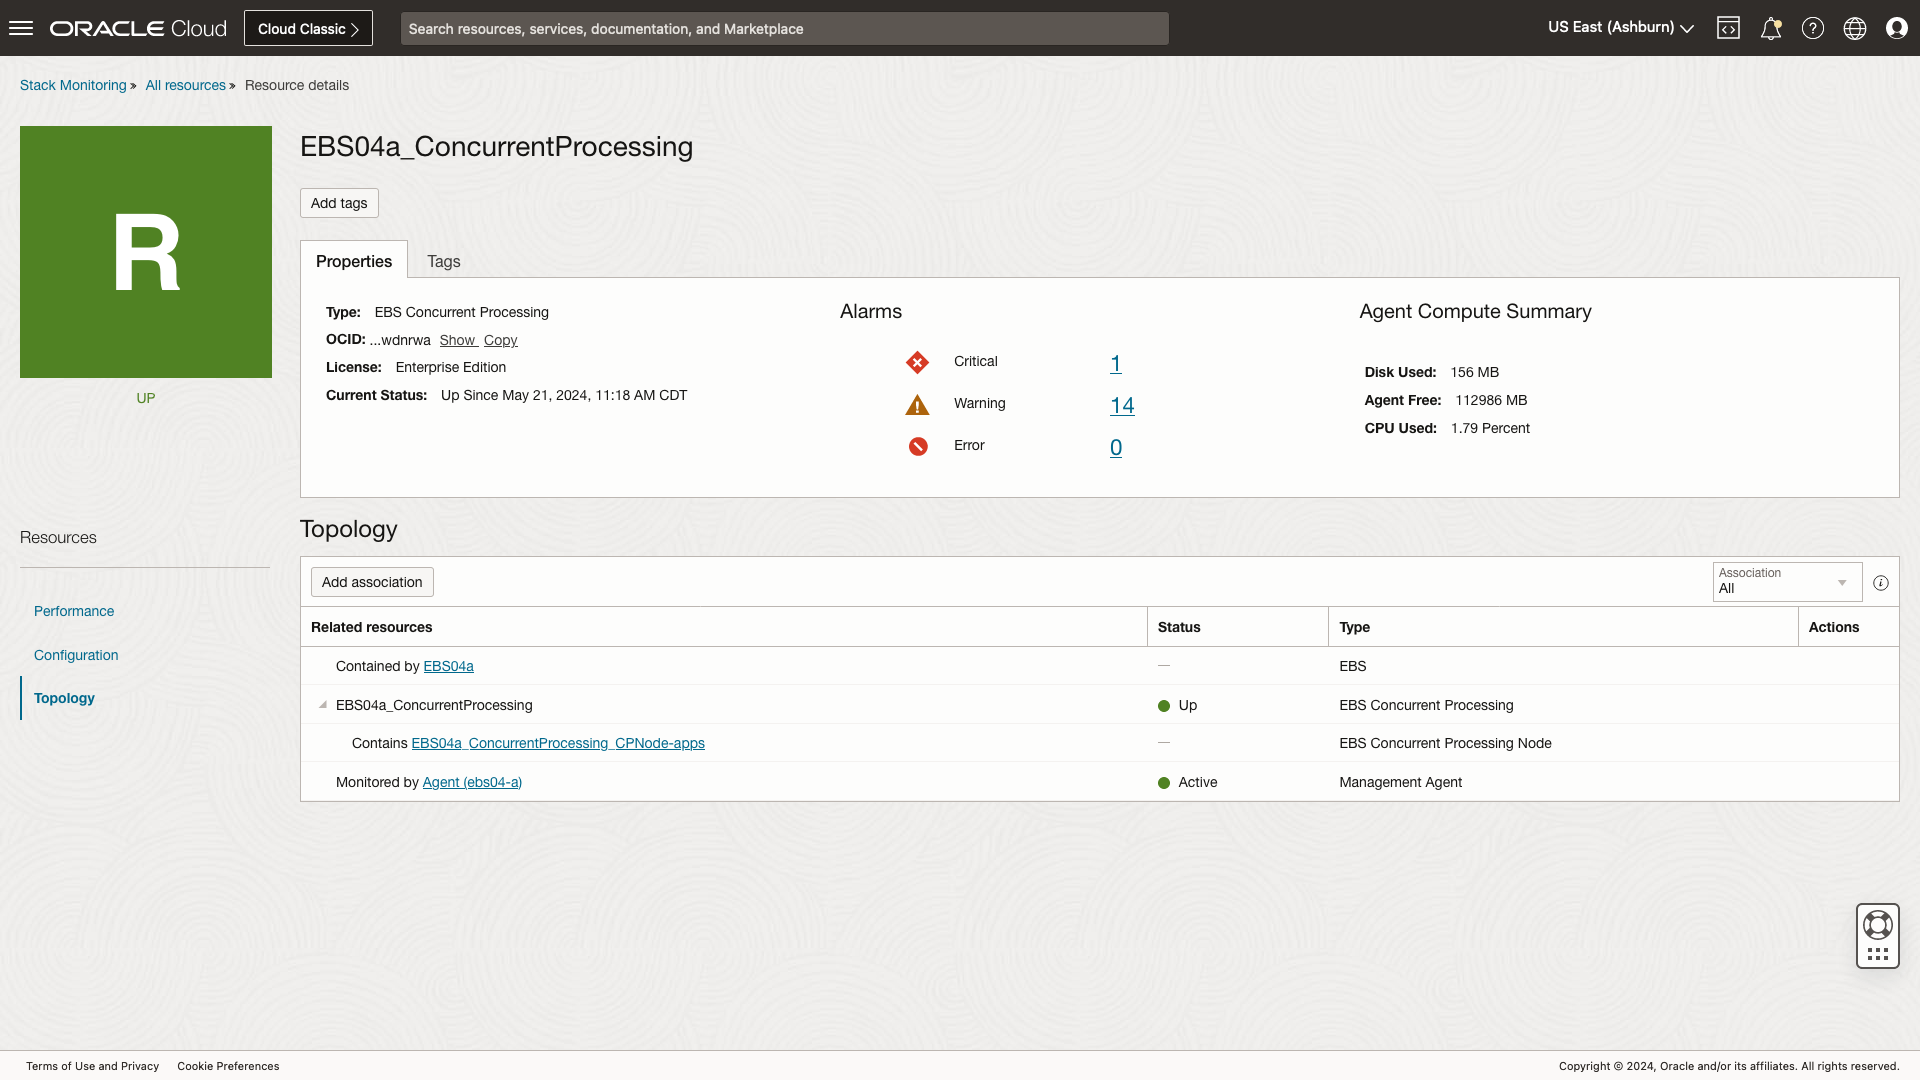 ORACLE Cloud
Cloud Classic
Search resources, services, documentation, and Marketplace
US East (Ashburn)
Stack Monitoring » All resources » Resource details
R
UP
EBS04a_ConcurrentProcessing
Add tags
Properties
Tags
Type: EBS Concurrent Processing
OCID: ...wdnrwa Show Copy
License: Enterprise Edition
Current Status: Up Since May 21, 2024, 11:18 AM CDT
Alarms
Critical 1
Warning 14
Error 0
Agent Compute Summary
Disk Used: 156 MB
Agent Free: 112986 MB
CPU Used: 1.79 Percent
Resources
Performance
Configuration
Topology
Topology
Add association
Association
All
Related resources Status Type Actions
Contained by EBS04a — EBS
EBS04a_ConcurrentProcessing Up EBS Concurrent Processing
Contains EBS04a_ConcurrentProcessing_CPNode-apps — EBS Concurrent Processing Node
Monitored by Agent (ebs04-a) Active Management Agent
Terms of Use and Privacy Cookie Preferences
Copyright © 2024, Oracle and/or its affiliates. All rights reserved.